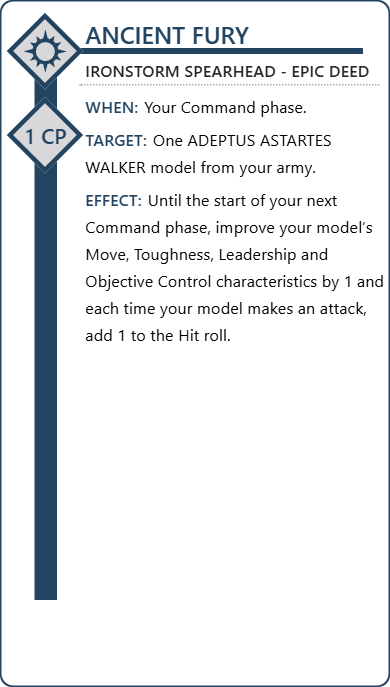 ANCIENT FURY
IRONSTORM SPEARHEAD - EPIC DEED
WHEN: Your Command phase.
1 CP
TARGET: One ADEPTUS ASTARTES
WALKER model from your army.
EFFECT: Until the start of your next
Command phase, improve your model’s
Move, Toughness, Leadership and
Objective Control characteristics by 1 and
each time your model makes an attack,
add 1 to the Hit roll.